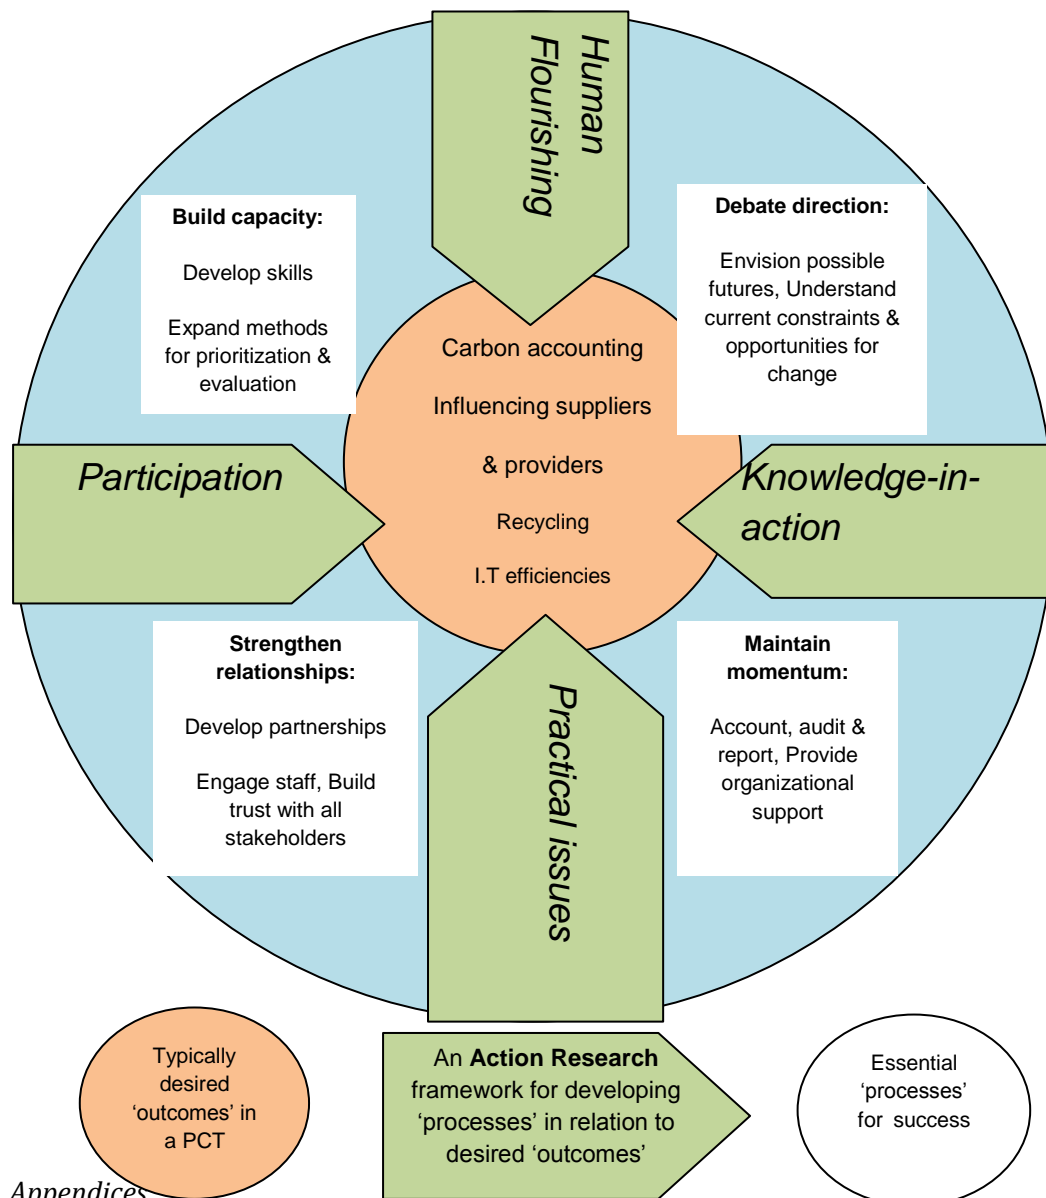 Human
Flourishing
Build capacity:
Develop skills
Expand methods
for prioritization &
evaluation
Debate direction:
Envision possible
futures, Understand
current constraints &
opportunities for
change
Carbon accounting
Influencing suppliers
& providers
Recycling
I.T efficiencies
Participation
Knowledge-in-
action
Strengthen
relationships:
Develop partnerships
Engage staff, Build
trust with all
stakeholders
Practical issues
Maintain
momentum:
Account, audit &
report, Provide
organizational
support
Typically
desired
‘outcomes’ in
a PCT
An Action Research
framework for developing
‘processes’ in relation to
desired ‘outcomes’
Essential
‘processes’
for success
Appendices